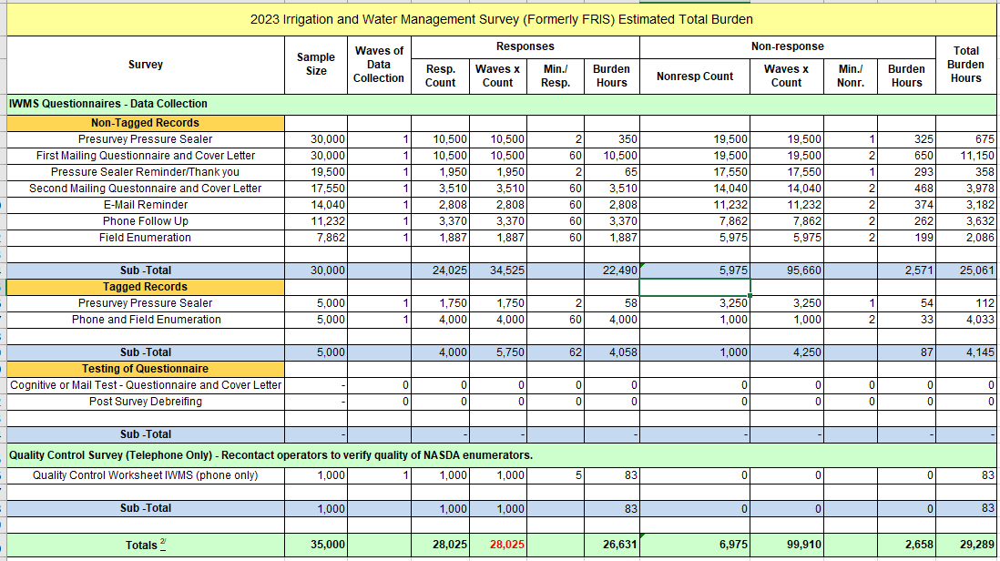 2023 Irrigation and Water Management Survey (Formerly FRIS) Estimated Total Burden
Survey Sample Size Waves of Data Collection Responses Non-response Total Burden Hours
Resp. Count Waves x Count Min./ Resp. Burden Hours Nonresp Count Waves x Count Min./ Nonr. Burden Hours
IWMS Questionnaires - Data Collection
Non-Tagged Records
Presurvey Pressure Sealer 30,000 1 10,500 10,500 2 350 19,500 19,500 1 325 675
First Mailing Questionnaire and Cover Letter 30,000 1 10,500 10,500 60 10,500 19,500 19,500 2 650 11,150
Pressure Sealer Reminder/Thank you 19,500 1 1,950 1,950 2 65 17,550 17,550 1 293 358
Second Mailing Questonnaire and Cover Letter 17,550 1 3,510 3,510 60 3,510 14,040 14,040 2 468 3,978
E-Mail Reminder 14,040 1 2,808 2,808 60 2,808 11,232 11,232 2 374 3,182
Phone Follow Up 11,232 1 3,370 3,370 60 3,370 7,862 7,862 2 262 3,632
Field Enumeration 7,862 1 1,887 1,887 60 1,887 5,975 5,975 2 199 2,086
Sub -Total 30,000 24,025 34,525 22,490 5,975 95,660 2,571 25,061
Tagged Records
Presurvey Pressure Sealer 5,000 1 1,750 1,750 2 58 3,250 3,250 1 54 112
Phone and Field Enumeration 5,000 1 4,000 4,000 60 4,000 1,000 1,000 2 33 4,033
Sub -Total 5,000 4,000 5,750 62 4,058 1,000 4,250 87 4,145
Testing of Questionnaire
Cognitive or Mail Test - Questionnaire and Cover Letter - 0 0 0 0 0 0 0 0 0 0
Post Survey Debreifing - 0 0 0 0 0 0 0 0 0 0
Sub -Total - - - - - - - -
Quality Control Survey (Telephone Only) - Recontact operators to verify quality of NASDA enumerators.
Quality Control Worksheet IWMS (phone only) 1,000 1 1,000 1,000 5 83 0 0 0 83
Sub -Total 1,000 1,000 1,000 83 0 0 0 83
Totals 2/ 35,000 28,025 28,025 26,631 6,975 99,910 2,658 29,289